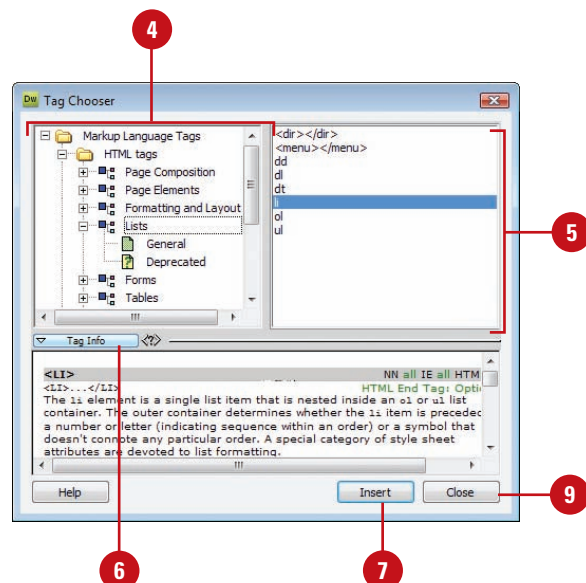 4
Dw Tag Chooser
Markup Language Tags
HTML tags
Page Composition
Page Elements
Formatting and Layout
Lists
General
Deprecated
Forms
Tables
<dir></dir>
<menu></menu>
dd
dl
dt
li
ol
ul
5
Tag Info
<LI> NN all IE all HTM
<LI>...</LI> HTML End Tag: Optic
The li element is a single list item that is nested inside an ol or ul list
container. The outer container determines whether the li item is preceded
a number or letter (indicating sequence within an order) or a symbol that
doesn't connote any particular order. A special category of style sheet
attributes are devoted to list formatting.
Help Insert Close
9
6 7